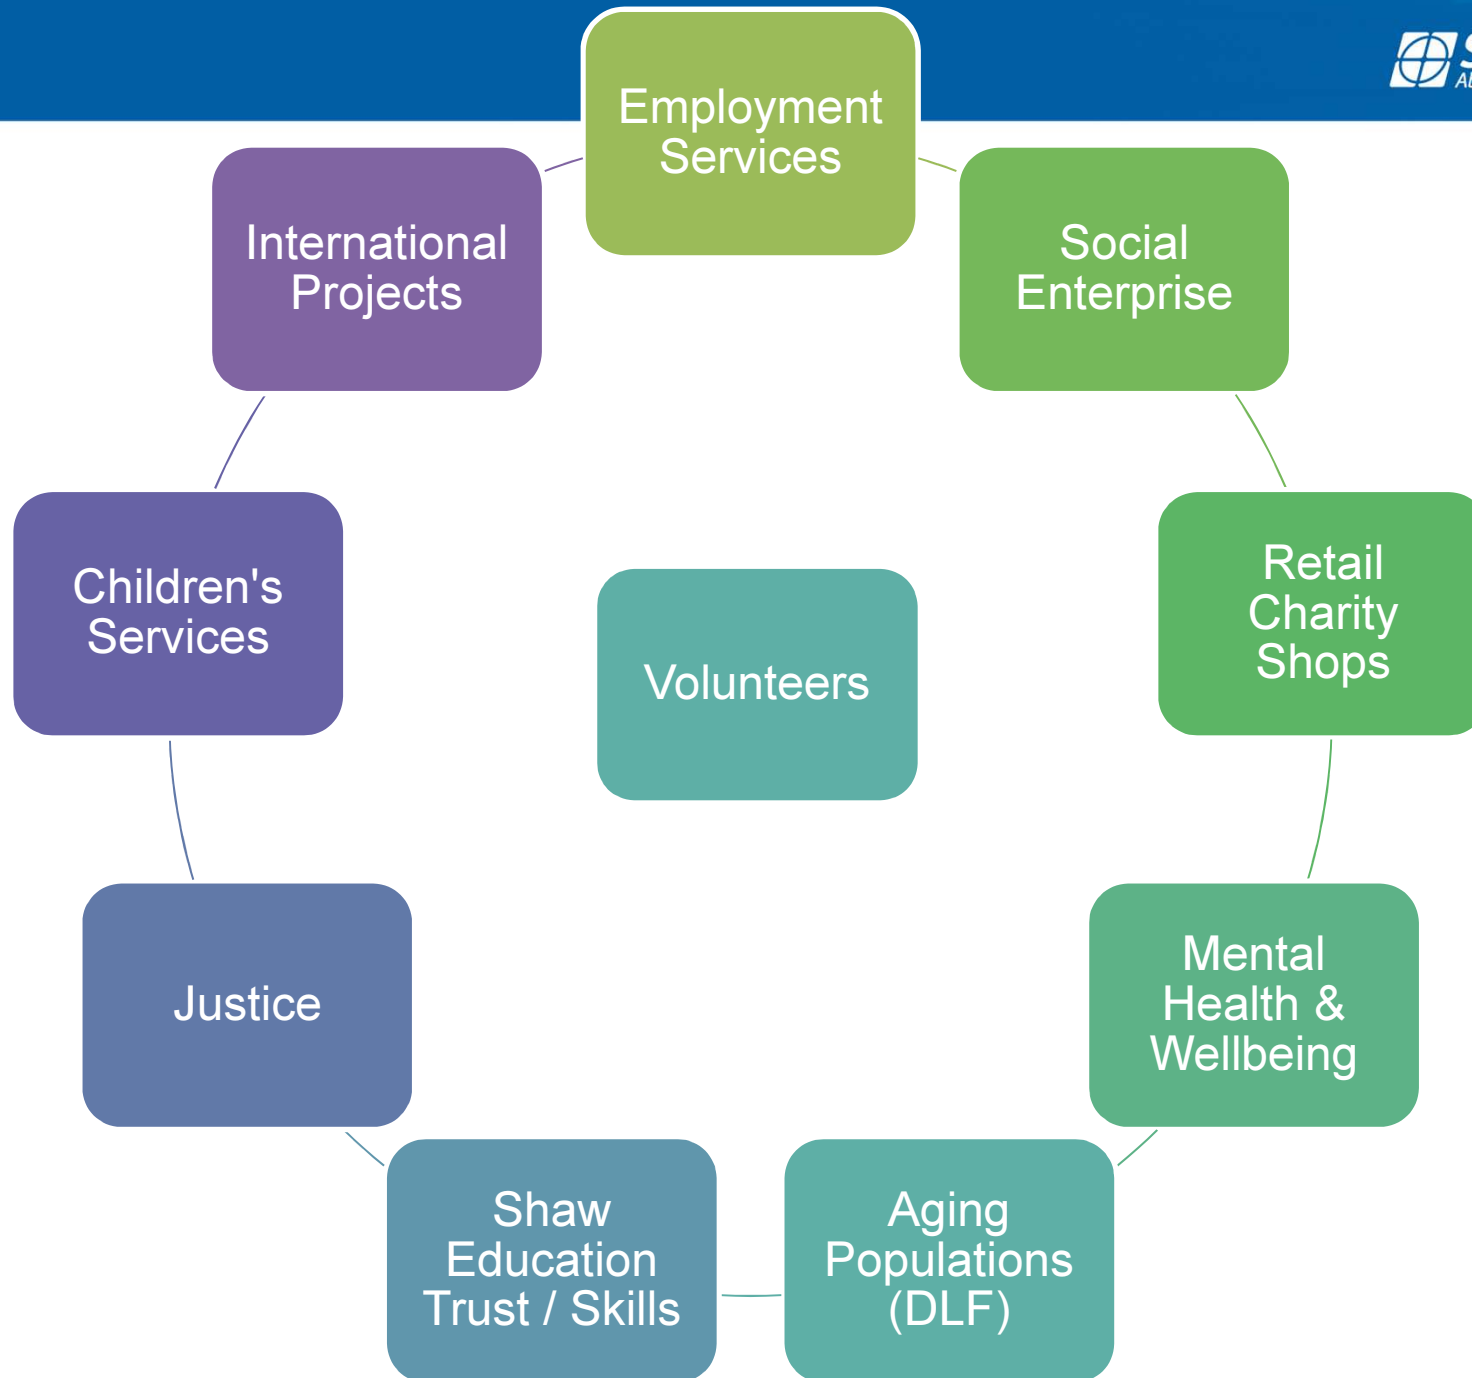 Employment
Services
Social
Enterprise
Retail
Charity
Shops
Mental
Health &
Wellbeing
Aging
Populations
(DLF)
Shaw
Education
Trust / Skills
Justice
Children's
Services
International
Projects
Volunteers